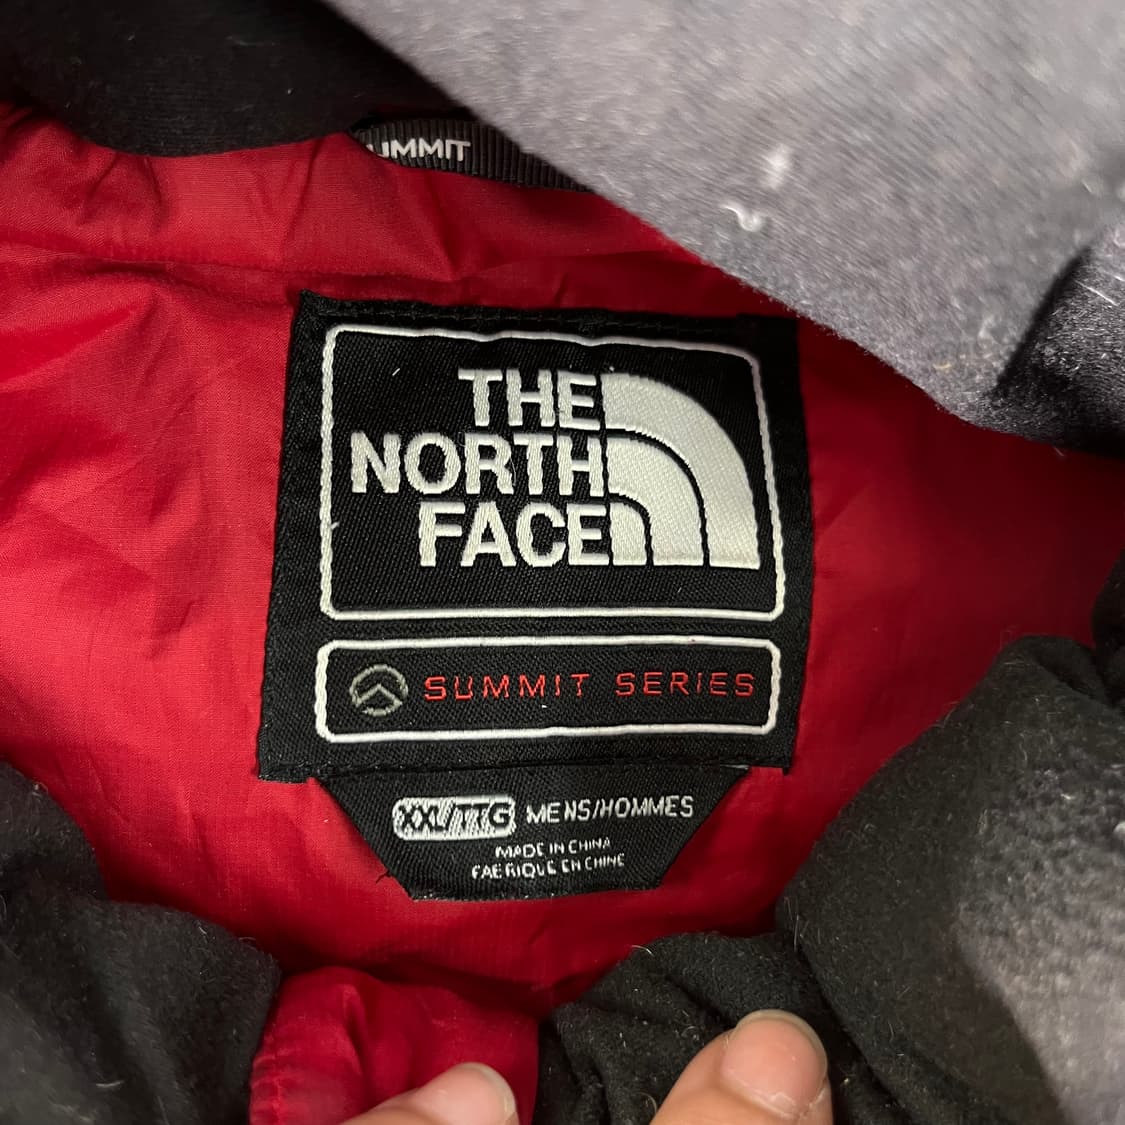 UMMIT
THE
NORTH
FACE
SUMMIT SERIES
XXL/TTG MENS/HOMMES
MADE IN CHINA
FABRIQUE EN CHINE